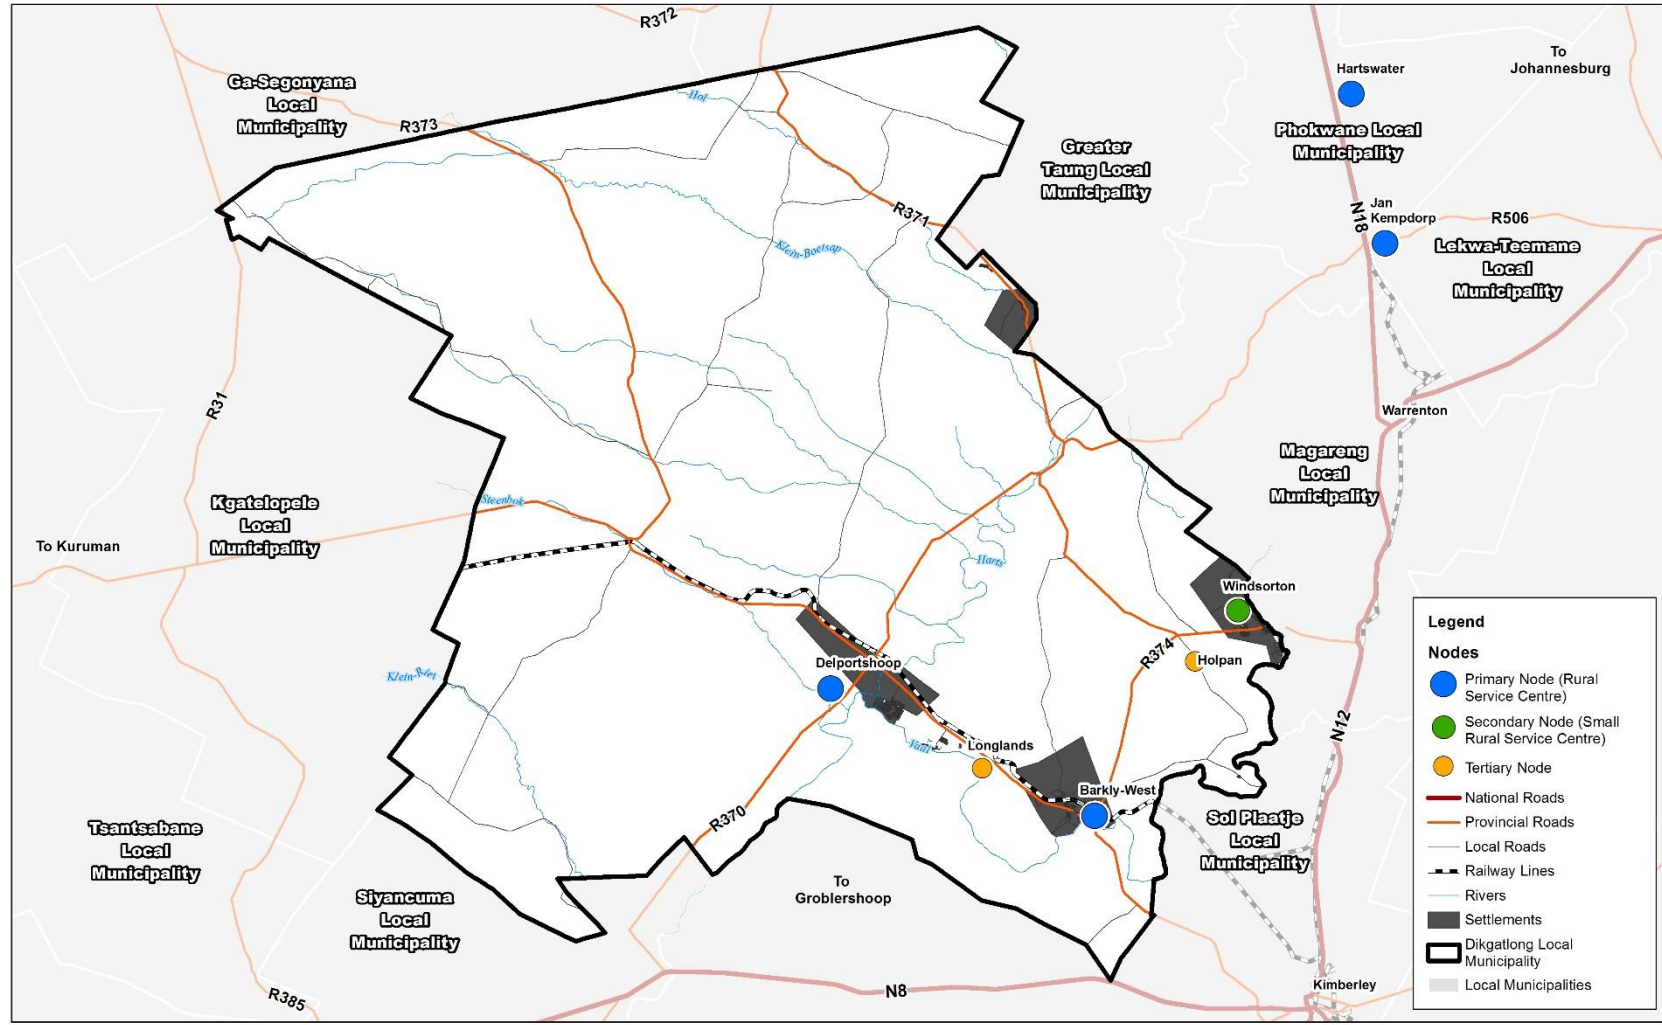 R372
To
Johannesburg
Hartswater
Ga-Segonyana
Local
Municipality
Hol
R373
Phokwane Local
Municipality
Greater
Taung Local
Municipality
Jan
Kempdorp
N18
R506
R371
Lekwa-Teemane
Local
Municipality
Klein-Boetsap
R31
Warrenton
Magareng
Local
Municipality
Steenbok
Kgatelopele
Local
Municipality
To Kuruman
Harts
Windsorton
R374
Holpan
Delportshoop
Klein-Riet
N12
Vaal
Longlands
Barkly-West
R370
Sol Plaatje
Local
Municipality
Tsantsabane
Local
Municipality
To
Groblershoop
Siyancuma
Local
Municipality
R385
N8
Kimberley
Legend
Nodes
Primary Node (Rural
Service Centre)
Secondary Node (Small
Rural Service Centre)
Tertiary Node
National Roads
Provincial Roads
Local Roads
Railway Lines
Rivers
Settlements
Dikgatlong Local
Municipality
Local Municipalities